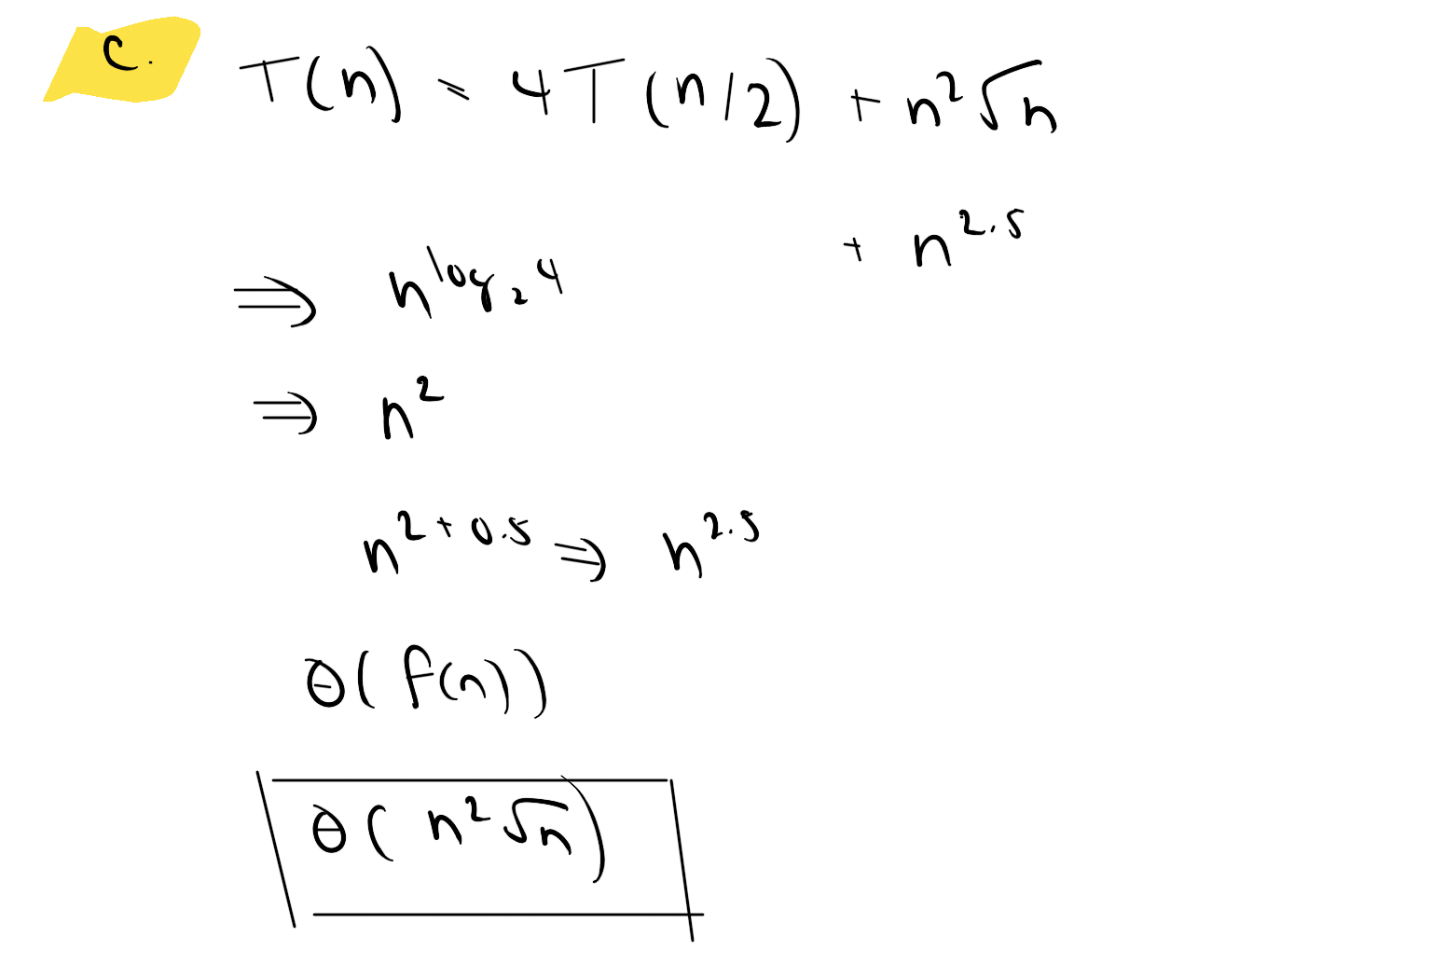 C. T(n) = 4T(n/2) + n²√n
+ n^2.5
⇒ n^log₂4
⇒ n²
n^2+0.5 ⇒ n^2.5
Θ(f(n))
Θ(n²√n)